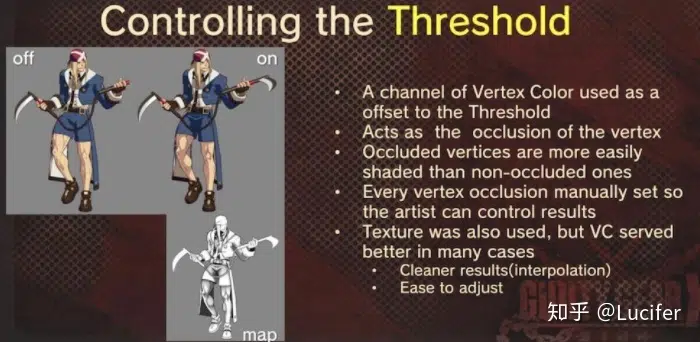 Controlling the Threshold
off
on
map
• A channel of Vertex Color used as a
offset to the Threshold
• Acts as the occlusion of the vertex
• Occluded vertices are more easily
shaded than non-occluded ones
• Every vertex occlusion manually set so
the artist can control results
• Texture was also used, but VC served
better in many cases
• Cleaner results(interpolation)
• Ease to adjust
GUILTY GEAR X
知乎 @Lucifer